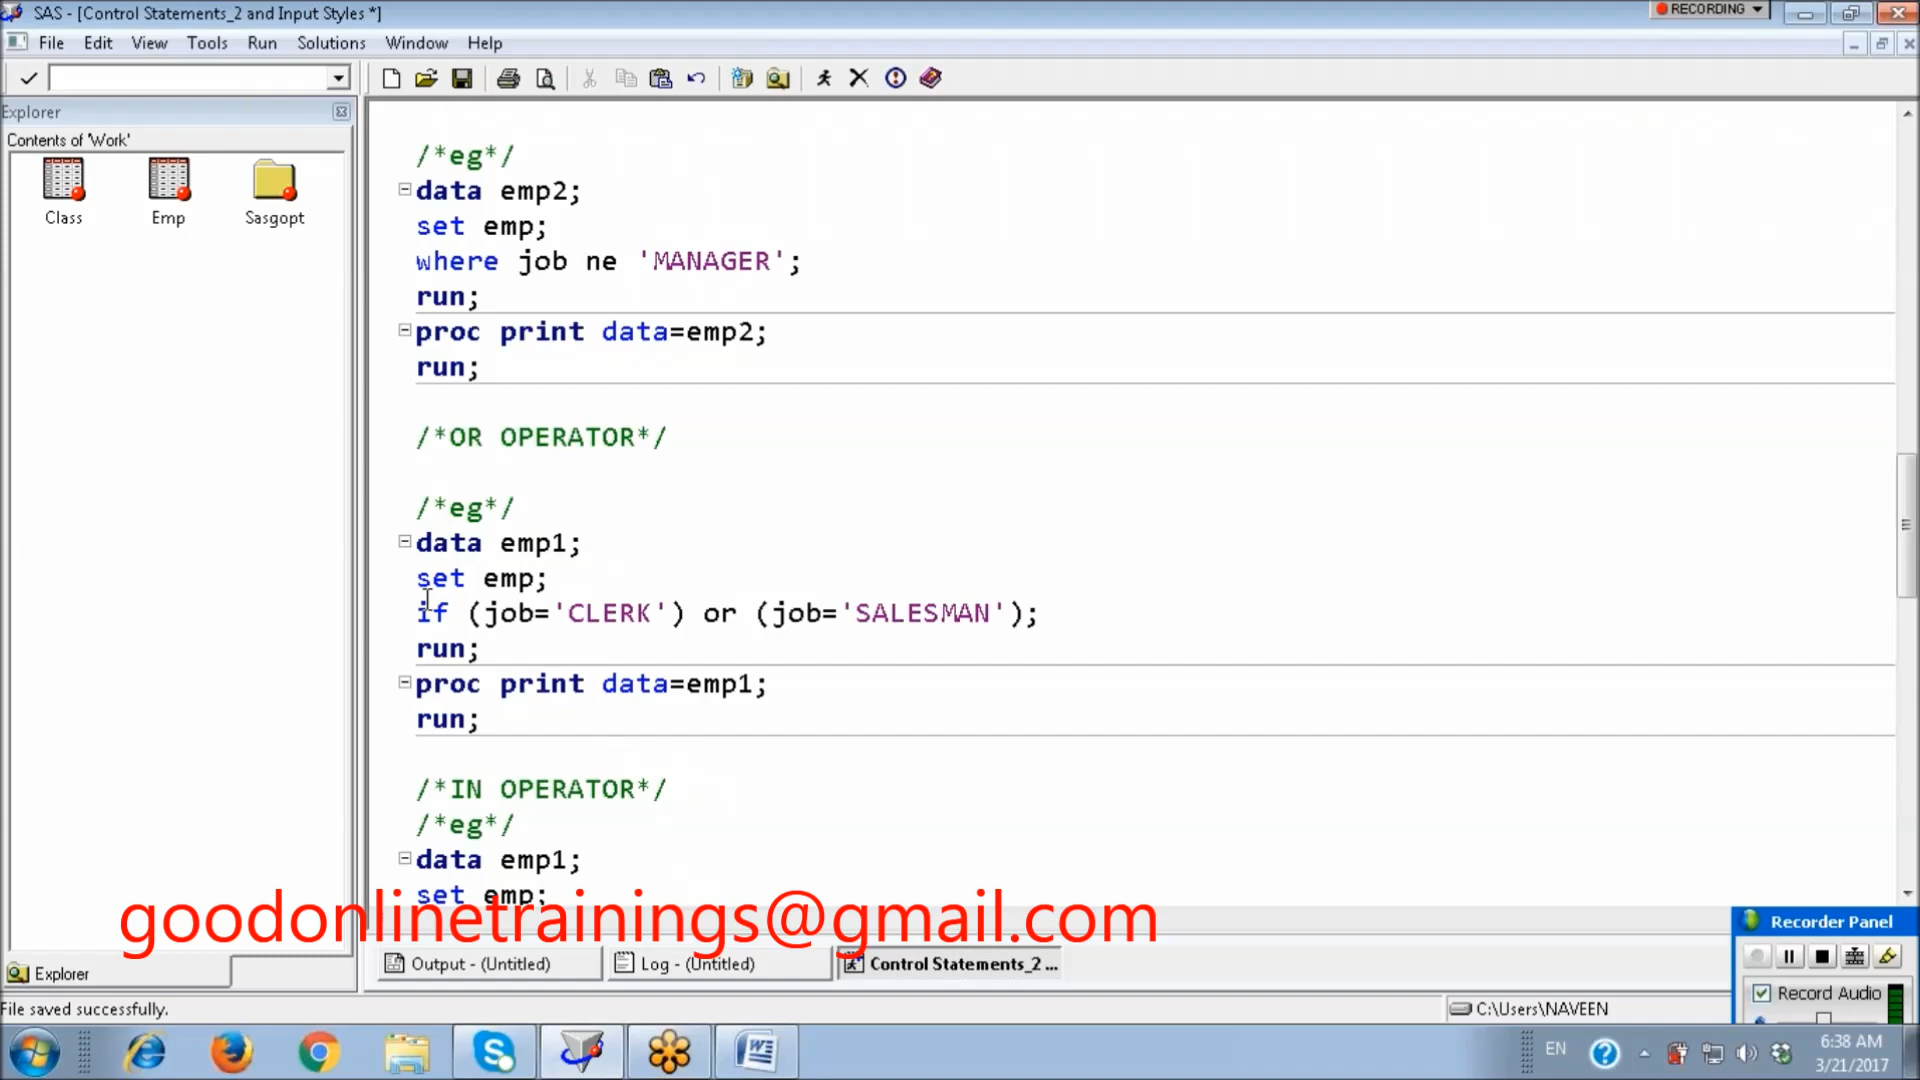 SAS - [Control Statements_2 and Input Styles *]
RECORDING
File Edit View Tools Run Solutions Window Help
Explorer
Contents of 'Work'
Class Emp Sasgopt
/*eg*/
data emp2;
set emp;
where job ne 'MANAGER';
run;
proc print data=emp2;
run;
/*OR OPERATOR*/
/*eg*/
data emp1;
set emp;
if (job='CLERK') or (job='SALESMAN');
run;
proc print data=emp1;
run;
/*IN OPERATOR*/
/*eg*/
data emp1;
set emp;
goodonlinetrainings@gmail.com
Recorder Panel
Record Audio
Explorer
Output - (Untitled) Log - (Untitled) Control Statements_2 ...
File saved successfully.
C:\Users\NAVEEN
EN
6:38 AM
3/21/2017